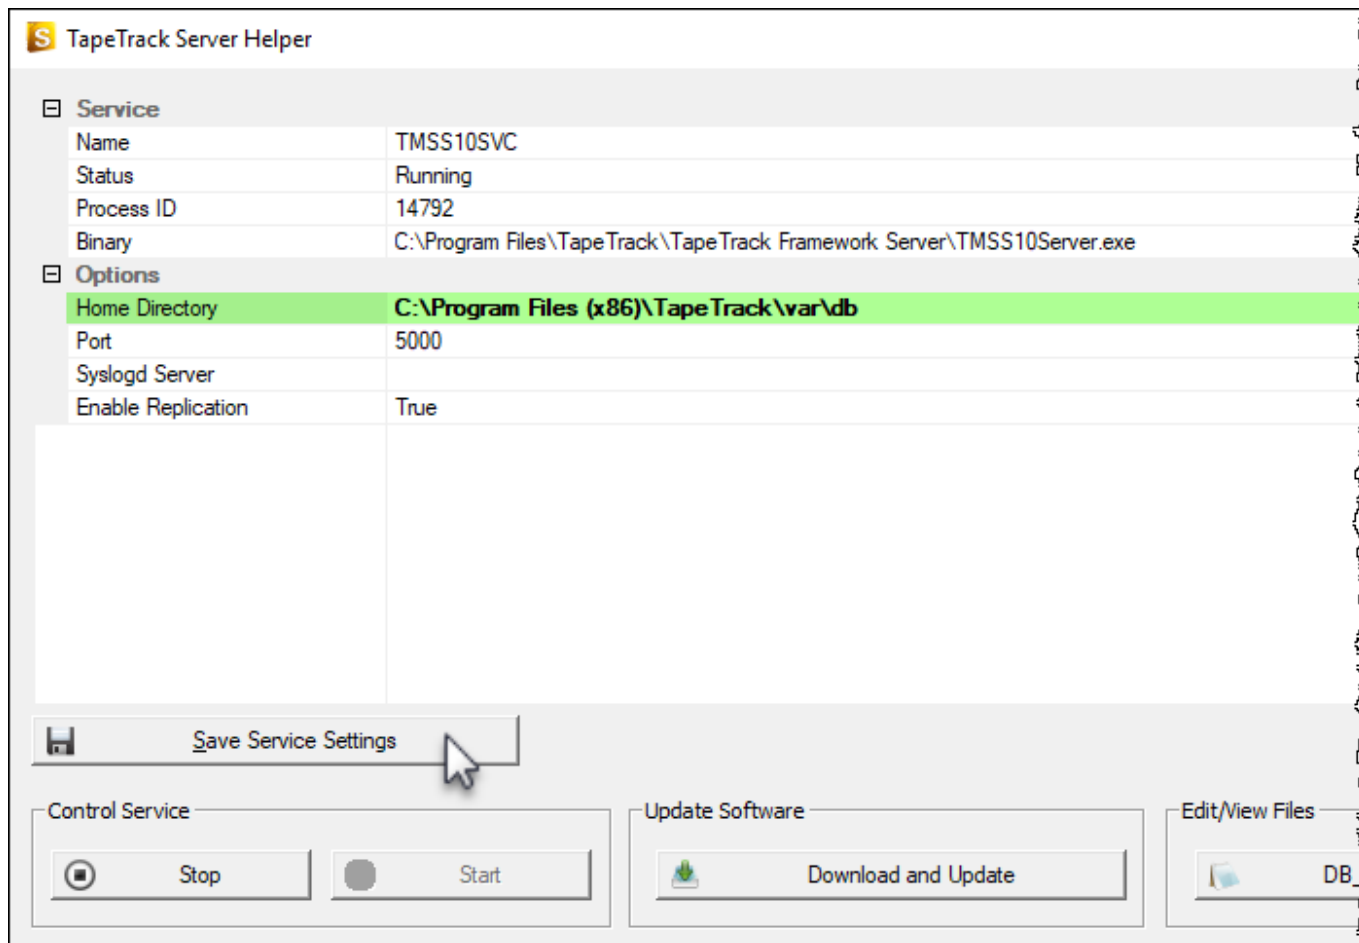 TapeTrack Server Helper
Service
Name TMSS10SVC
Status Running
Process ID 14792
Binary C:\Program Files\TapeTrack\TapeTrack Framework Server\TMSS10Server.exe
Options
Home Directory C:\Program Files (x86)\TapeTrack\var\db
Port 5000
Syslogd Server
Enable Replication True
Save Service Settings
Control Service Update Software Edit/View Files
Stop Start Download and Update DB_